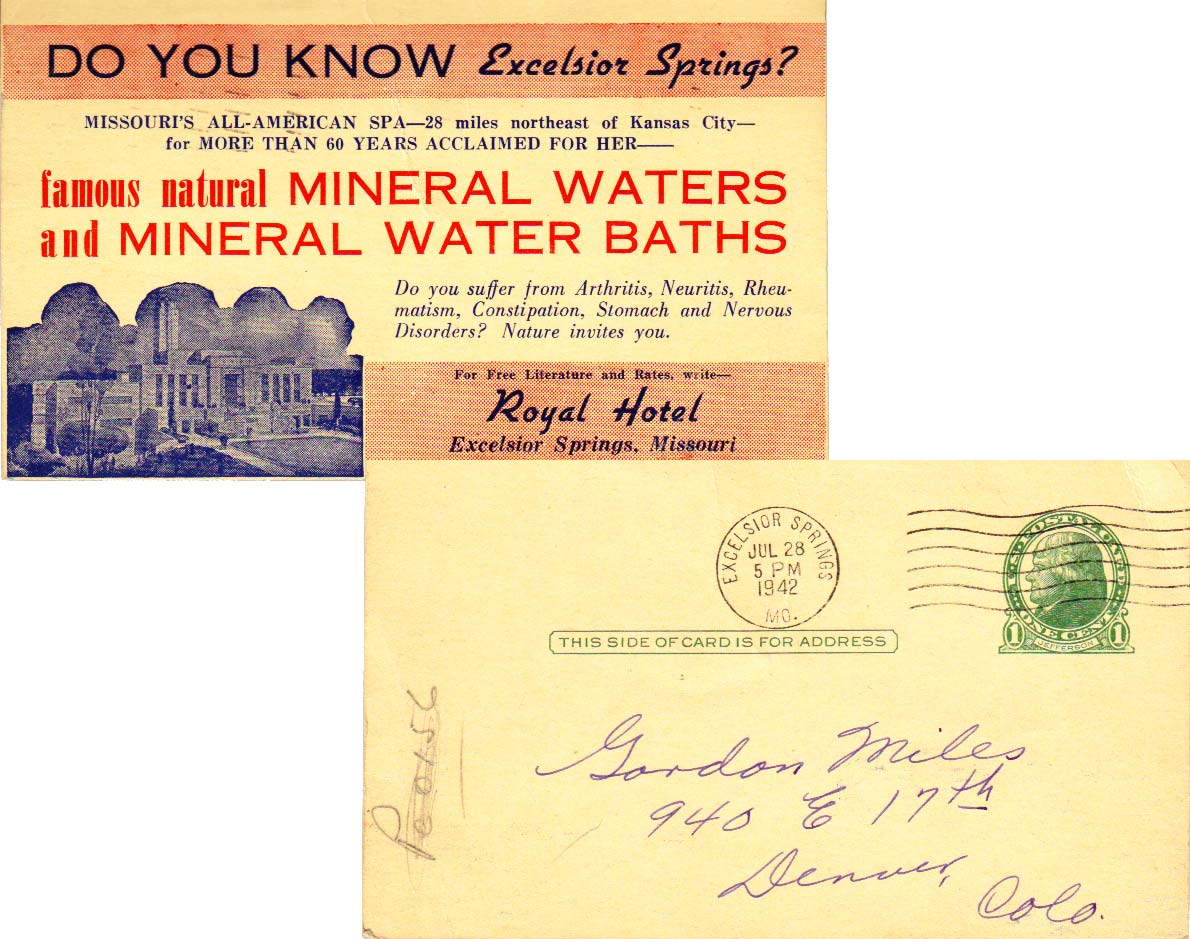 DO YOU KNOW Excelsior Springs?
MISSOURI'S ALL-AMERICAN SPA—28 miles northeast of Kansas City—
for MORE THAN 60 YEARS ACCLAIMED FOR HER——
famous natural MINERAL WATERS
and MINERAL WATER BATHS
Do you suffer from Arthritis, Neuritis, Rheu-
matism, Constipation, Stomach and Nervous
Disorders? Nature invites you.
For Free Literature and Rates, write—
Royal Hotel
Excelsior Springs, Missouri
EXCELSIOR SPRINGS
JUL 28
5 PM
1942
MO.
U.S. POSTAL CARD
ONE CENT
1 JEFFERSON 1
THIS SIDE OF CARD IS FOR ADDRESS
Gordon Miles
940 E 17th
Denver,
Colo.